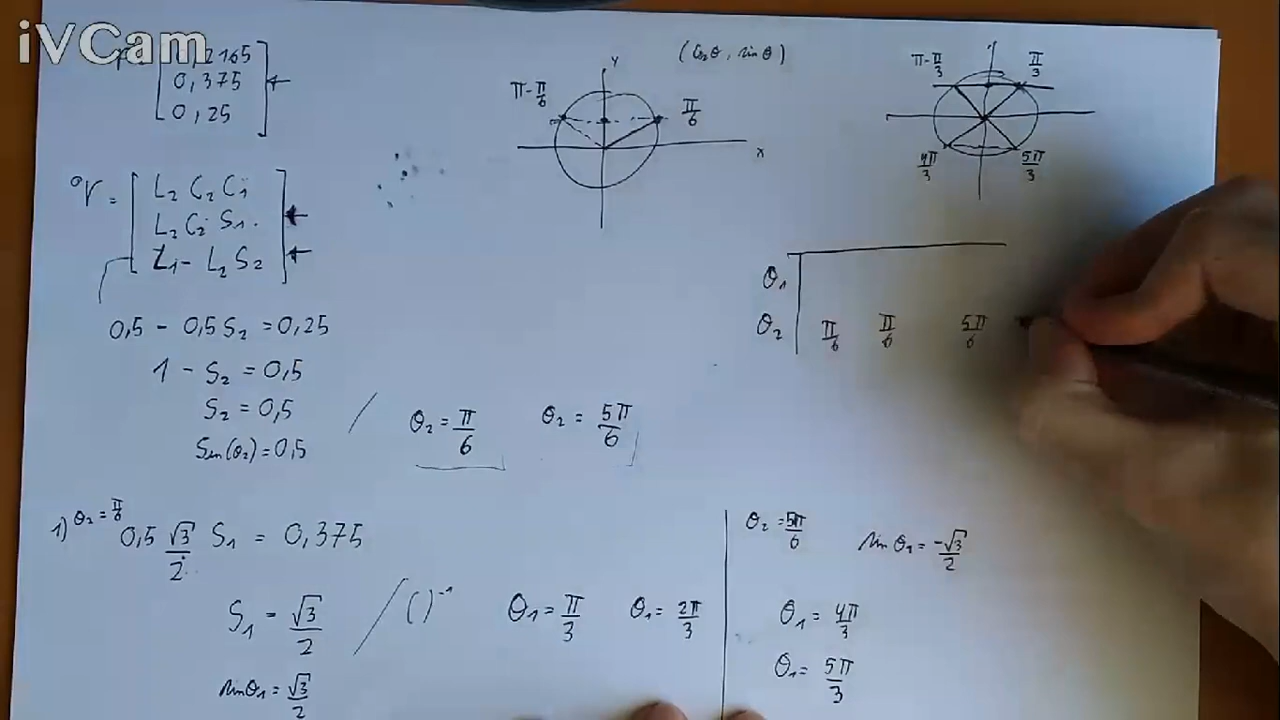 iVCam
0,375
0,25
⁰r = [ L₂ C₂ C₁
L₂ C₂ S₁.
L₁ - L₂ S₂ ]
0,5 - 0,5 S₂ = 0,25
1 - S₂ = 0,5
S₂ = 0,5
Sin(θ₂) = 0,5
θ₂ = π/6
θ₂ = 5π/6
1) θ₂ = π/6
0,5 √3/2 S₁ = 0,375
S₁ = √3/2 / ( )⁻¹
sinθ₁ = √3/2
θ₁ = π/3
θ₁ = 2π/3
(Cosθ, sinθ)
y
π-π/6
π/6
x
π-π/3
π/3
4π/3
5π/3
θ₁
θ₂ π/6 π/6 5π/6
θ₂ = 5π/6
sin θ₁ = -√3/2
θ₁ = 4π/3
θ₁ = 5π/3